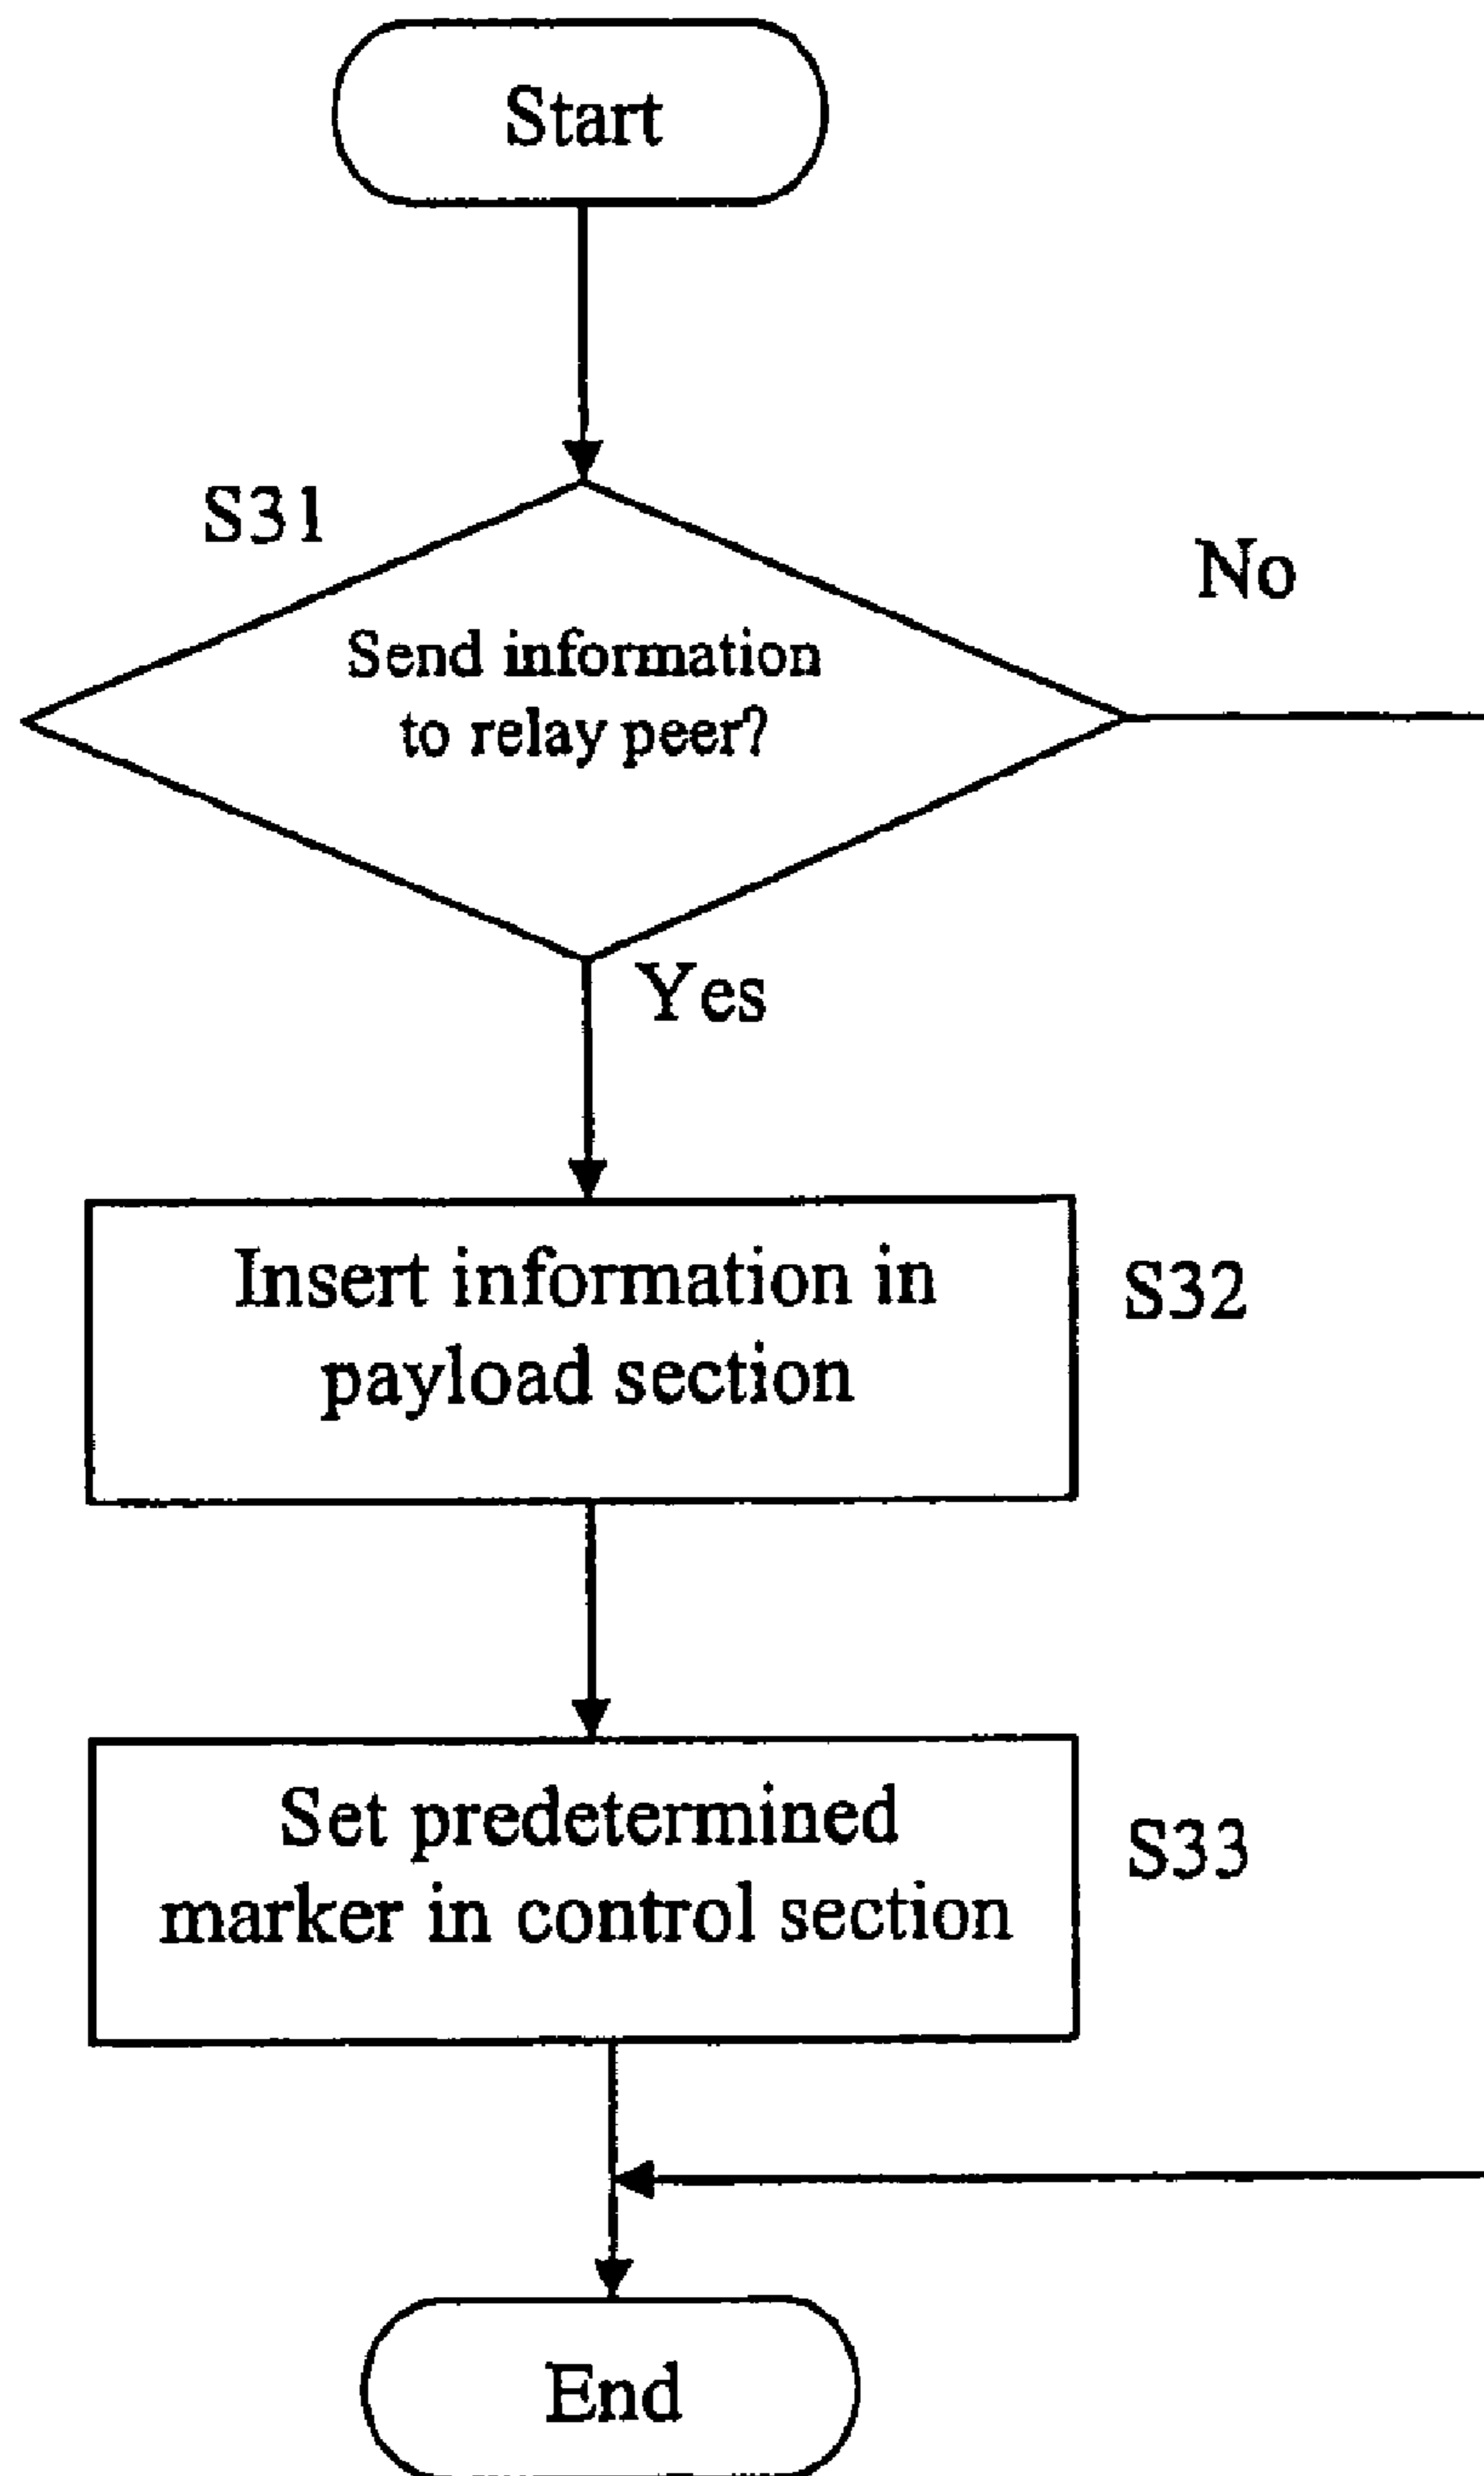 Start
S31
No
Send information
to relay peer?
Yes
Insert information in
payload section
S32
Set predetermined
marker in control section
S33
End